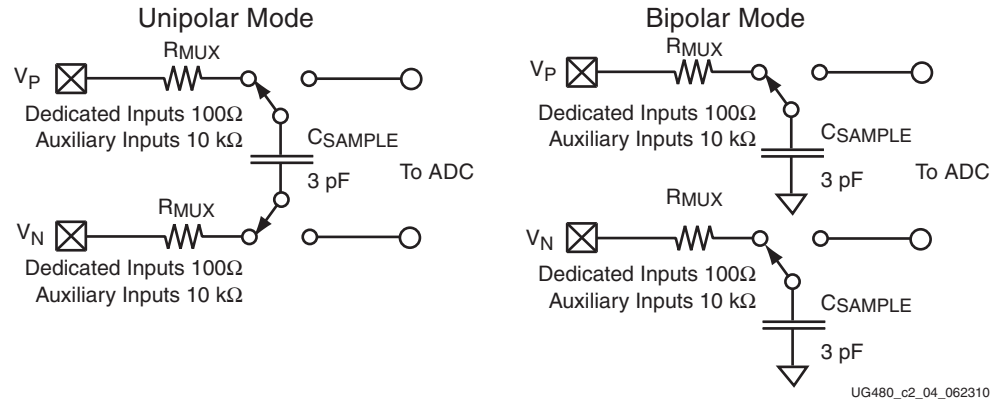 Unipolar Mode
RMUX
VP
Dedicated Inputs 100Ω
Auxiliary Inputs 10 kΩ
CSAMPLE
3 pF
To ADC
RMUX
VN
Dedicated Inputs 100Ω
Auxiliary Inputs 10 kΩ
Bipolar Mode
RMUX
VP
Dedicated Inputs 100Ω
Auxiliary Inputs 10 kΩ
CSAMPLE
3 pF
To ADC
RMUX
VN
Dedicated Inputs 100Ω
Auxiliary Inputs 10 kΩ
CSAMPLE
3 pF
UG480_c2_04_062310